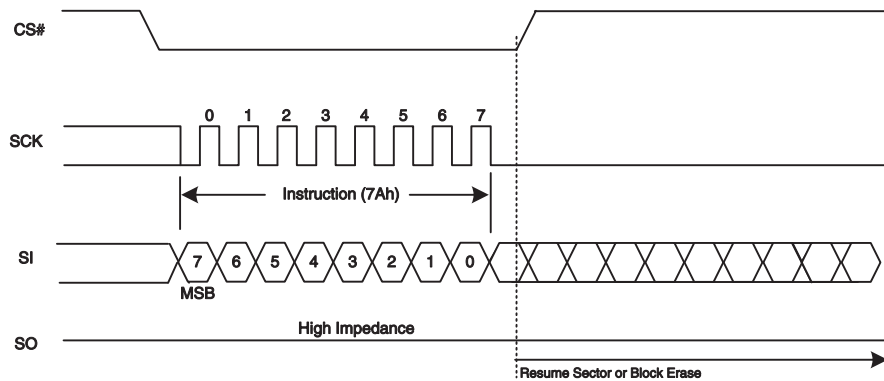 CS#
0 1 2 3 4 5 6 7
SCK
Instruction (7Ah)
SI
7 6 5 4 3 2 1 0
MSB
High Impedance
SO
Resume Sector or Block Erase